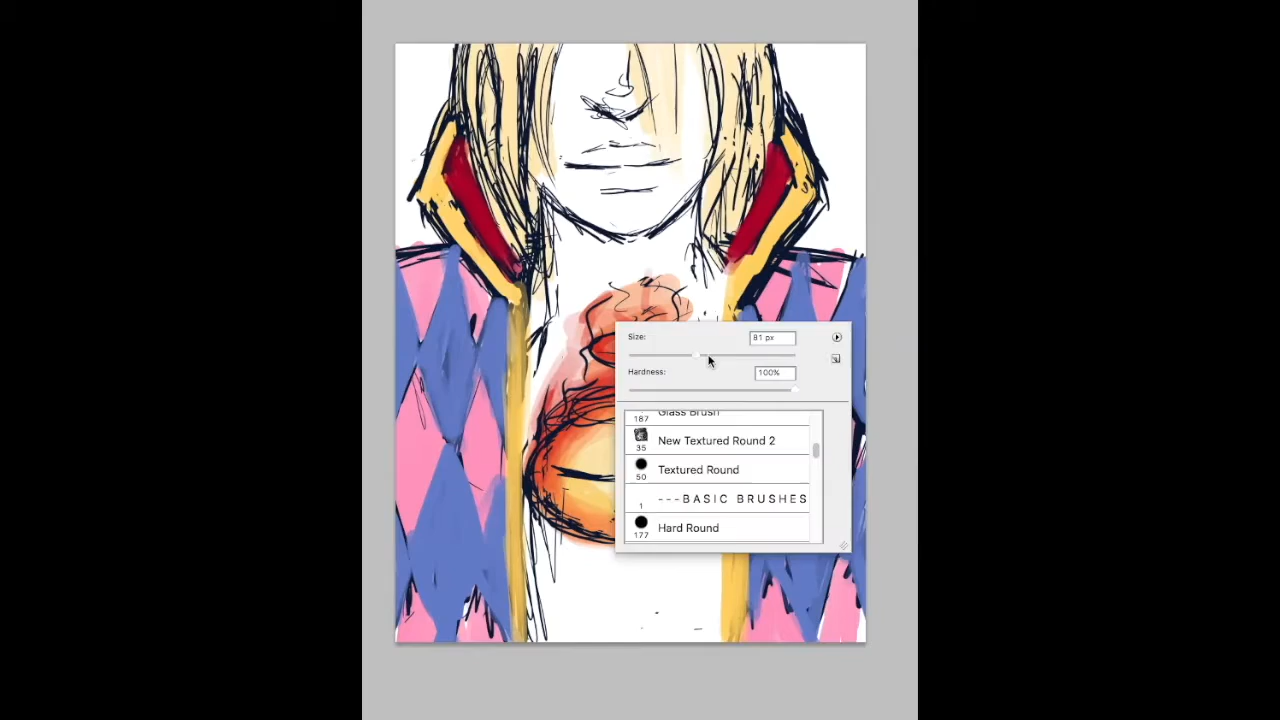 Size:
81 px
Hardness:
100%
Glass Brush
187
New Textured Round 2
35
Textured Round
50
---BASIC BRUSHES
1
Hard Round
177